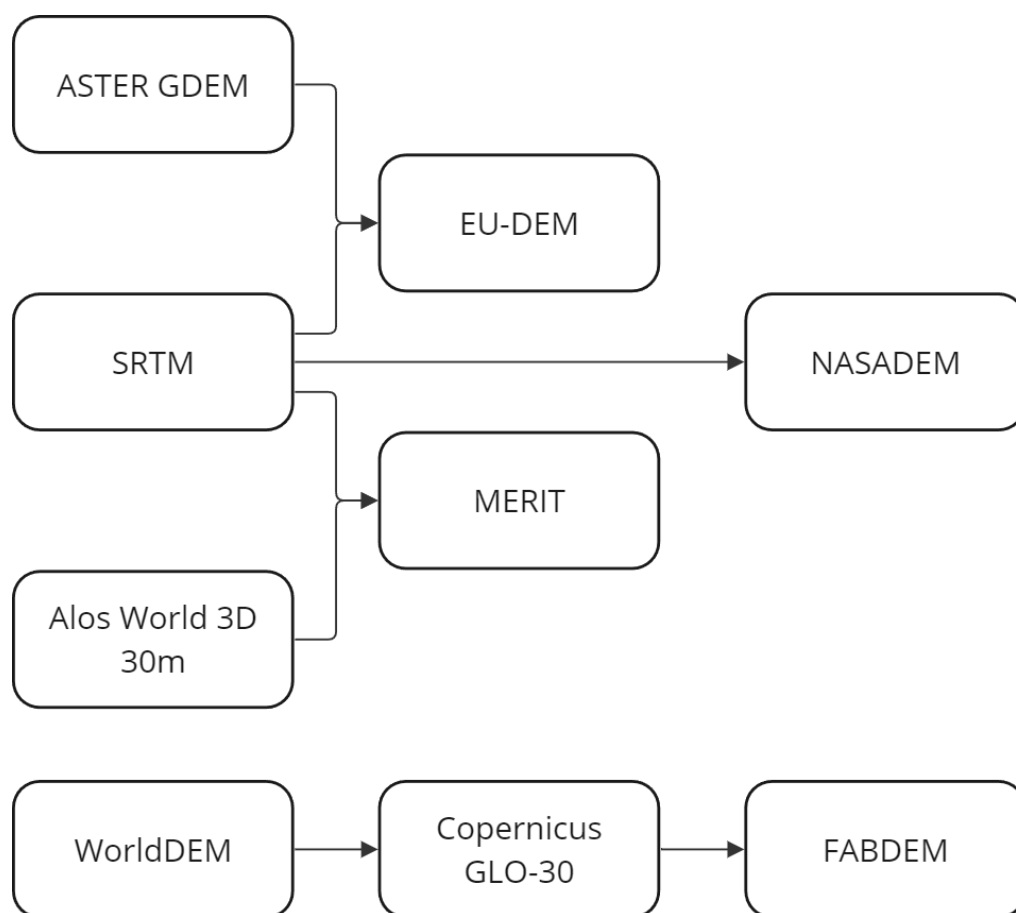 ASTER GDEM
EU-DEM
SRTM
NASADEM
MERIT
Alos World 3D
30m
WorldDEM
Copernicus
GLO-30
FABDEM